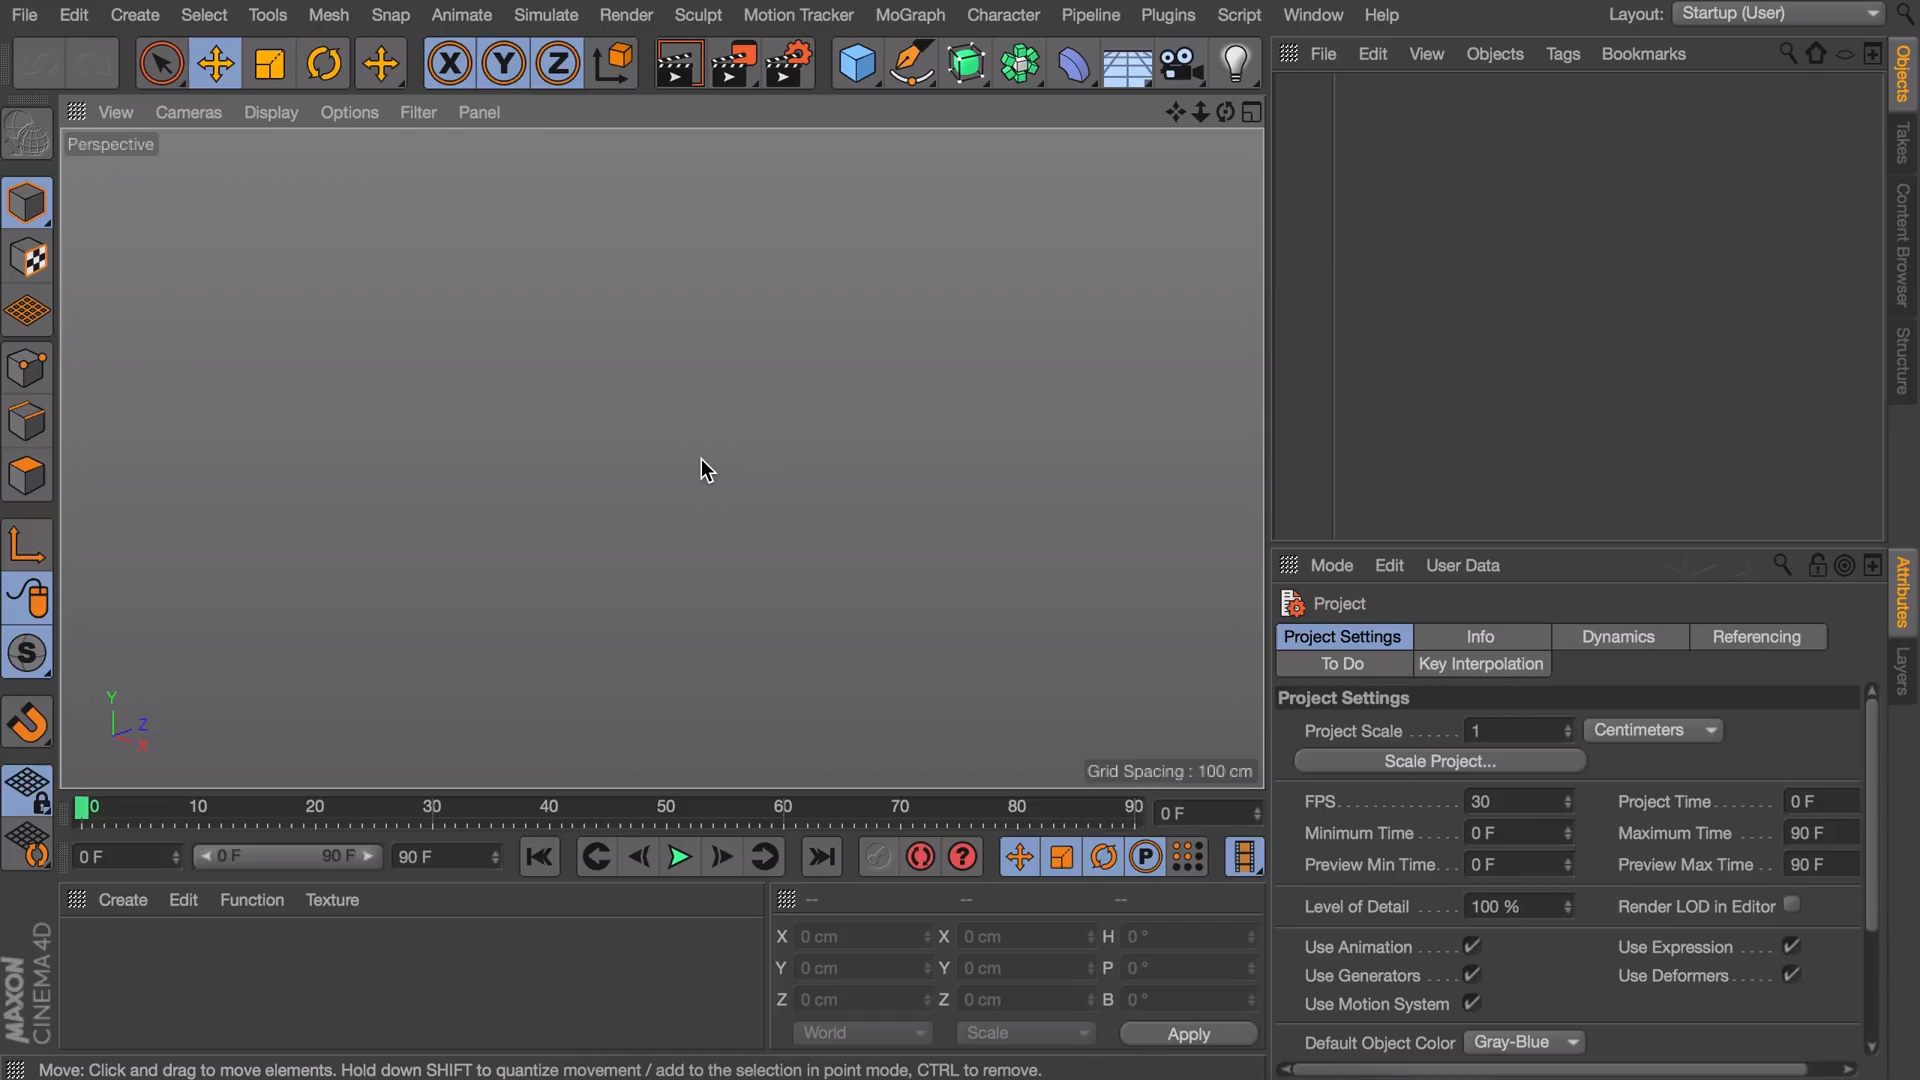 File Edit Create Select Tools Mesh Snap Animate Simulate Render Sculpt Motion Tracker MoGraph Character Pipeline Plugins Script Window Help Layout: Startup (User)
X Y Z
File Edit View Objects Tags Bookmarks
View Cameras Display Options Filter Panel
Perspective
Objects
Takes
Content Browser
Structure
Y
Z
X
S
Grid Spacing : 100 cm
0 10 20 30 40 50 60 70 80 90 0 F
0 F 0 F 90 F 90 F ? P
Create Edit Function Texture
-- -- --
X 0 cm X 0 cm H 0 °
Y 0 cm Y 0 cm P 0 °
Z 0 cm Z 0 cm B 0 °
World Scale Apply
MAXON
CINEMA 4D
Mode Edit User Data
Attributes
Layers
Project
Project Settings Info Dynamics Referencing
To Do Key Interpolation
Project Settings
Project Scale ...... 1 Centimeters
Scale Project...
FPS............. 30 Project Time....... 0 F
Minimum Time .... 0 F Maximum Time .... 90 F
Preview Min Time... 0 F Preview Max Time .. 90 F
Level of Detail ..... 100 % Render LOD in Editor
Use Animation ..... Use Expression ....
Use Generators .... Use Deformers.....
Use Motion System
Default Object Color Gray-Blue
Move: Click and drag to move elements. Hold down SHIFT to quantize movement / add to the selection in point mode, CTRL to remove.